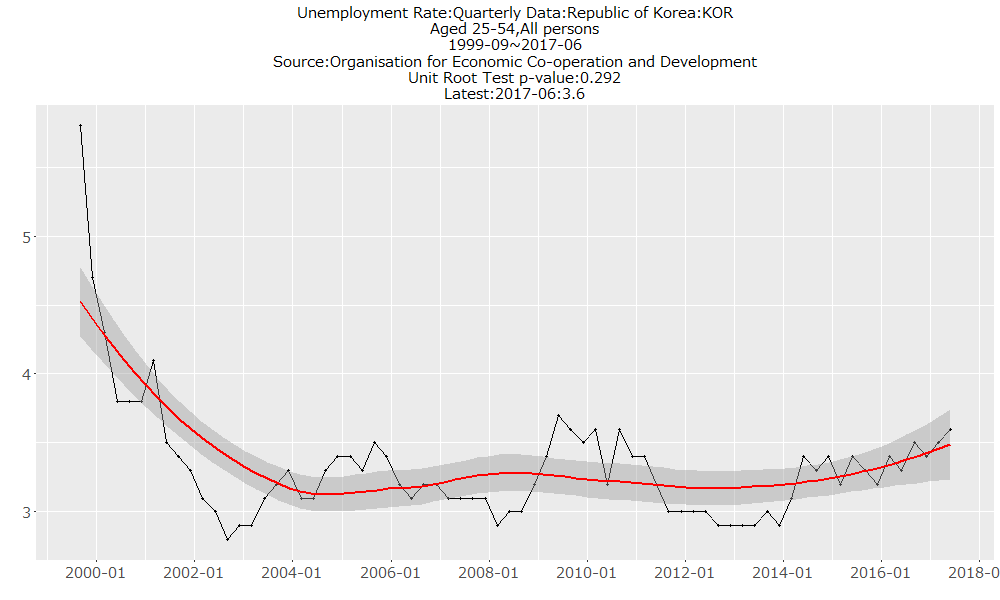 Unemployment Rate:Quarterly Data:Republic of Korea:KOR
Aged 25-54,All persons
1999-09~2017-06
Source:Organisation for Economic Co-operation and Development
Unit Root Test p-value:0.292
Latest:2017-06:3.6
5
4
3
2000-01 2002-01 2004-01 2006-01 2008-01 2010-01 2012-01 2014-01 2016-01 2018-0